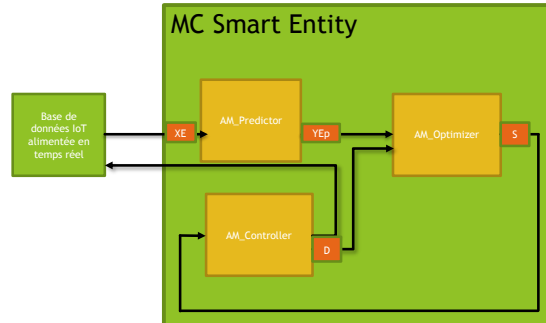 MC Smart Entity
Base de
données IoT
alimentée en
temps réel
XE
AM_Predictor
YEp
AM_Optimizer
S
AM_Controller
D